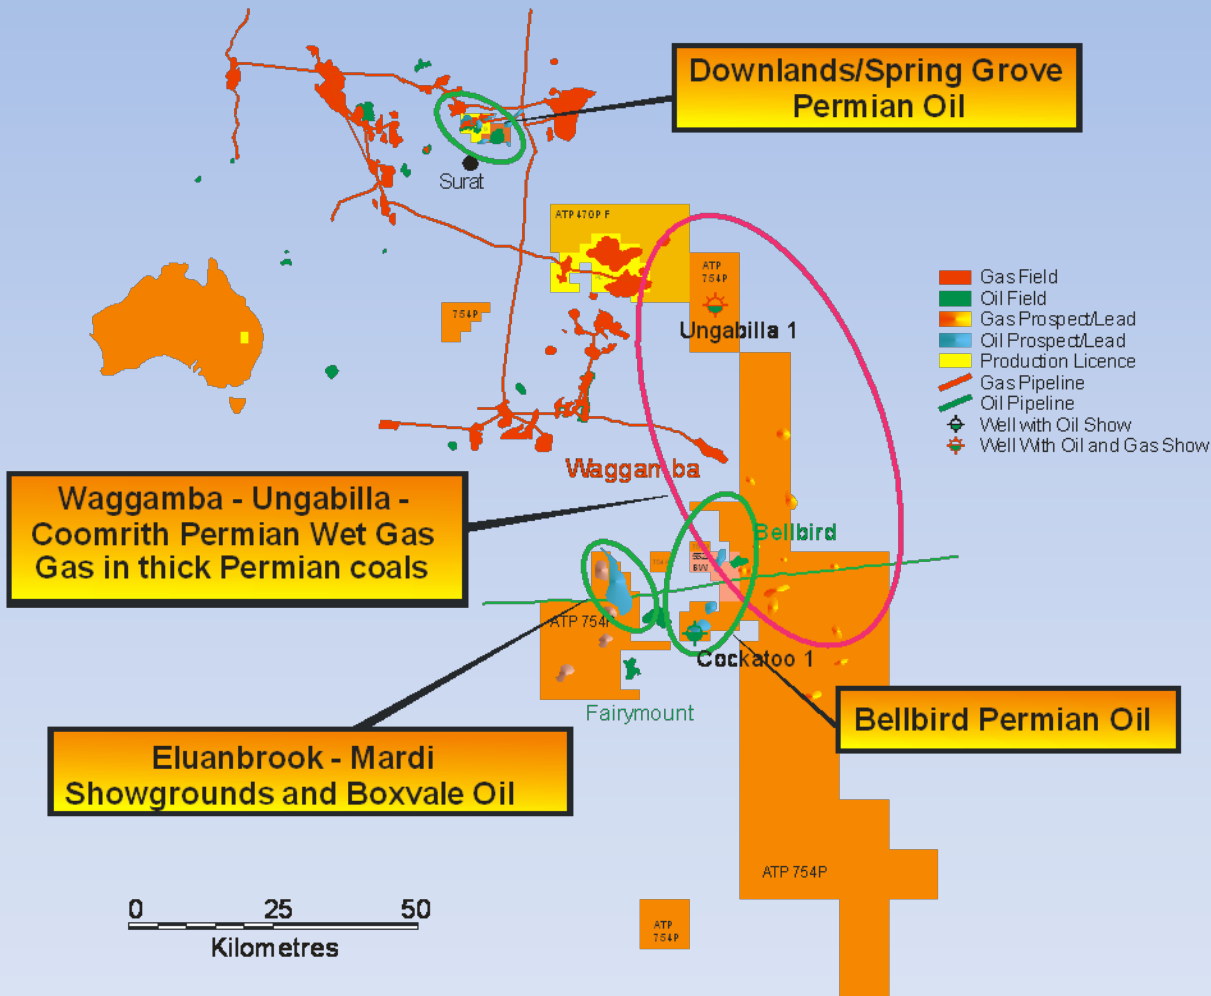 Downlands/Spring Grove
Permian Oil
Surat
ATP 470P F
ATP
754P
754P
Ungabilla 1
Gas Field
Oil Field
Gas Prospect/Lead
Oil Prospect/Lead
Production Licence
Gas Pipeline
Oil Pipeline
Well with Oil Show
Well With Oil and Gas Show
Waggamba
Waggamba - Ungabilla -
Coomrith Permian Wet Gas
Gas in thick Permian coals
Bellbird
BW
ATP 754P
Cockatoo 1
Fairymount
Bellbird Permian Oil
Eluanbrook - Mardi
Showgrounds and Boxvale Oil
ATP 754P
0 25 50
Kilometres
ATP
754P